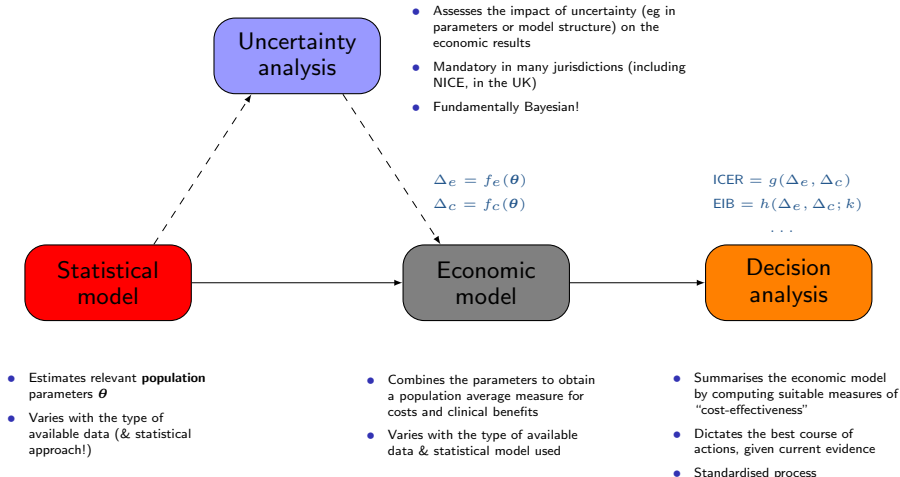 Uncertainty
analysis
• Assesses the impact of uncertainty (eg in
parameters or model structure) on the
economic results
• Mandatory in many jurisdictions (including
NICE, in the UK)
• Fundamentally Bayesian!
Δe = fe(θ)
Δc = fc(θ)
ICER = g(Δe, Δc)
EIB = h(Δe, Δc; k)
. . .
Statistical
model
Economic
model
Decision
analysis
• Estimates relevant population
parameters θ
• Varies with the type of
available data (& statistical
approach!)
• Combines the parameters to obtain
a population average measure for
costs and clinical benefits
• Varies with the type of available
data & statistical model used
• Summarises the economic model
by computing suitable measures of
“cost-effectiveness”
• Dictates the best course of
actions, given current evidence
• Standardised process